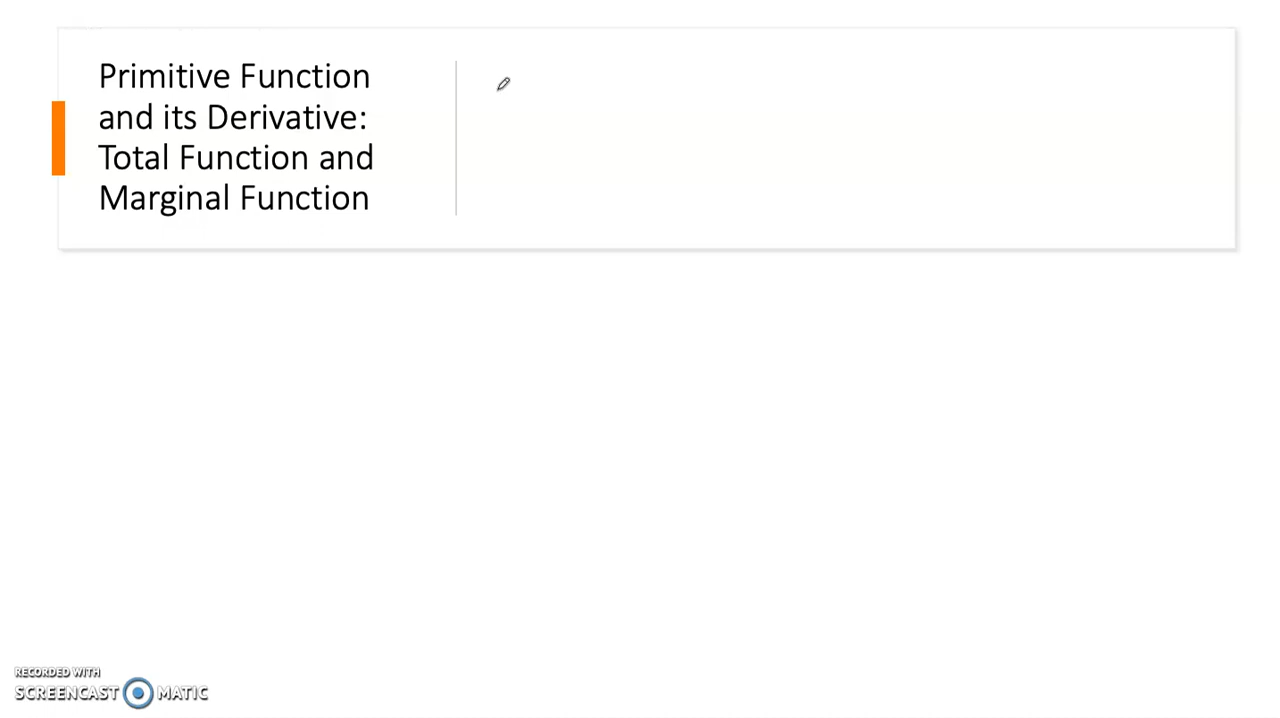 Primitive Function
and its Derivative:
Total Function and
Marginal Function
RECORDED WITH
SCREENCAST MATIC